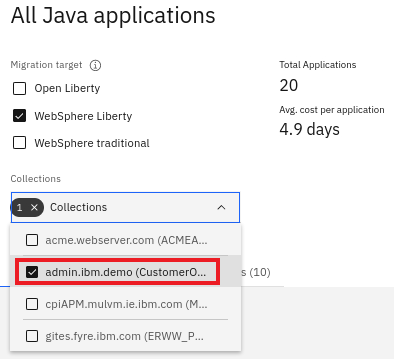 All Java applications
Migration target
Total Applications
Open Liberty
20
WebSphere Liberty
Avg. cost per application
4.9 days
WebSphere traditional
Collections
1 × Collections
acme.webserver.com (ACMEA...
admin.ibm.demo (CustomerO...
s (10)
cpiAPM.mulvm.ie.ibm.com (M...
gites.fyre.ibm.com (ERWW_P...